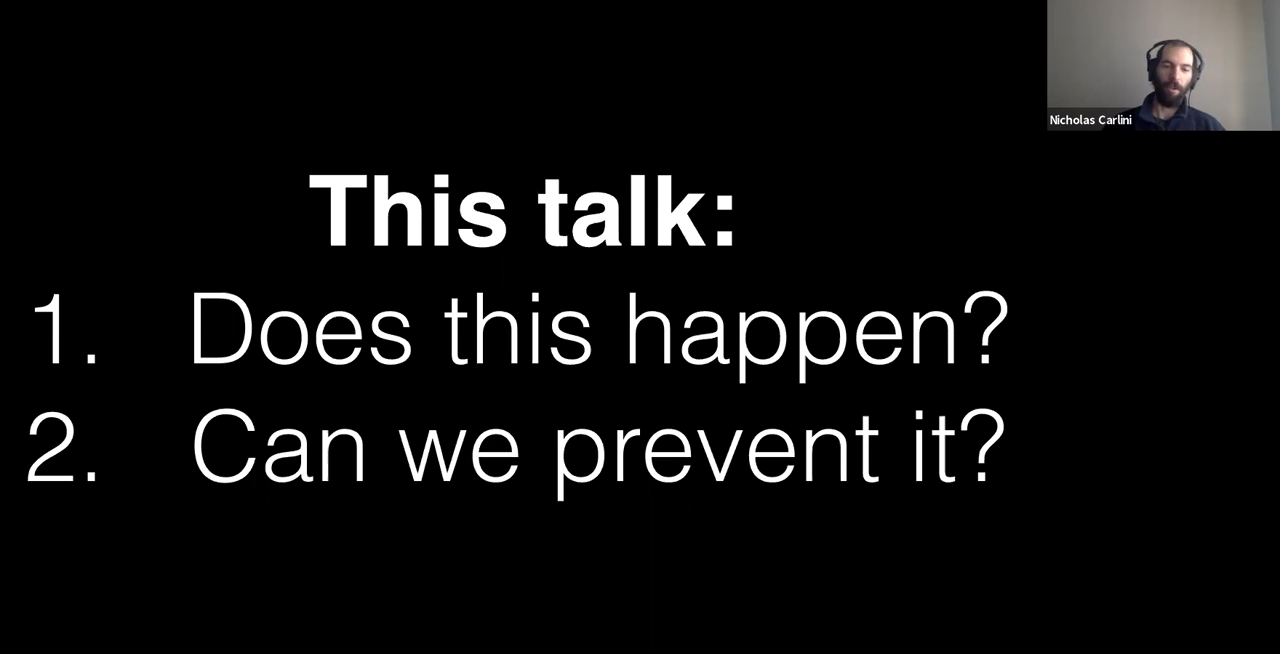 This talk:
1. Does this happen?
2. Can we prevent it?
Nicholas Carlini